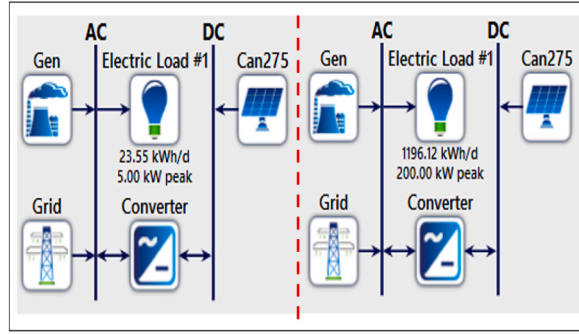 AC DC
Gen Electric Load #1 Can275
23.55 kWh/d
5.00 kW peak
Grid Converter
AC DC
Gen Electric Load #1 Can275
1196.12 kWh/d
200.00 kW peak
Grid Converter